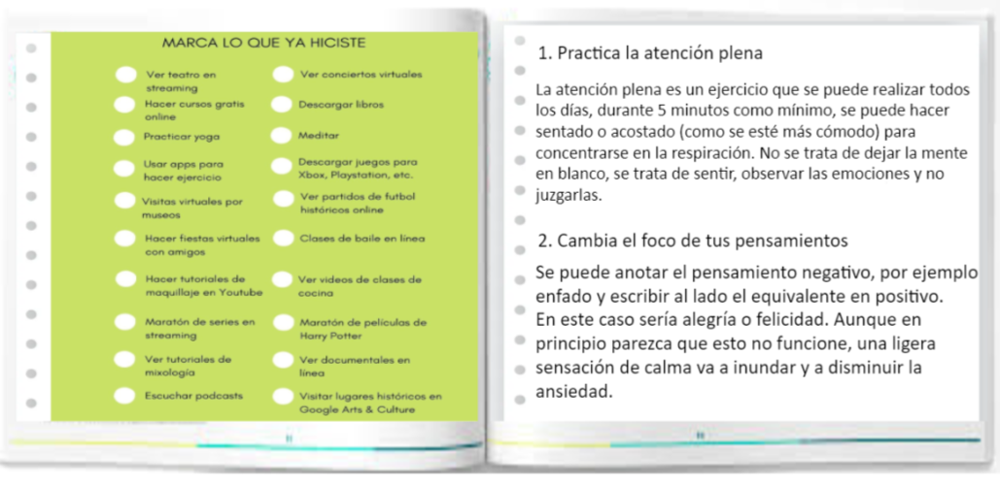 MARCA LO QUE YA HICISTE
Ver teatro en
streaming
Hacer cursos gratis
online
Practicar yoga
Usar apps para
hacer ejercicio
Visitas virtuales por
museos
Hacer fiestas virtuales
con amigos
Hacer tutoriales de
maquillaje en Youtube
Maratón de series en
streaming
Ver tutoriales de
mixología
Escuchar podcasts
Ver conciertos virtuales
Descargar libros
Meditar
Descargar juegos para
Xbox, Playstation, etc.
Ver partidos de futbol
históricos online
Clases de baile en línea
Ver videos de clases de
cocina
Maratón de películas de
Harry Potter
Ver documentales en
línea
Visitar lugares históricos en
Google Arts & Culture
1. Practica la atención plena
La atención plena es un ejercicio que se puede realizar todos
los días, durante 5 minutos como mínimo, se puede hacer
sentado o acostado (como se esté más cómodo) para
concentrarse en la respiración. No se trata de dejar la mente
en blanco, se trata de sentir, observar las emociones y no
juzgarlas.
2. Cambia el foco de tus pensamientos
Se puede anotar el pensamiento negativo, por ejemplo
enfado y escribir al lado el equivalente en positivo.
En este caso sería alegría o felicidad. Aunque en
principio parezca que esto no funcione, una ligera
sensación de calma va a inundar y a disminuir la
ansiedad.